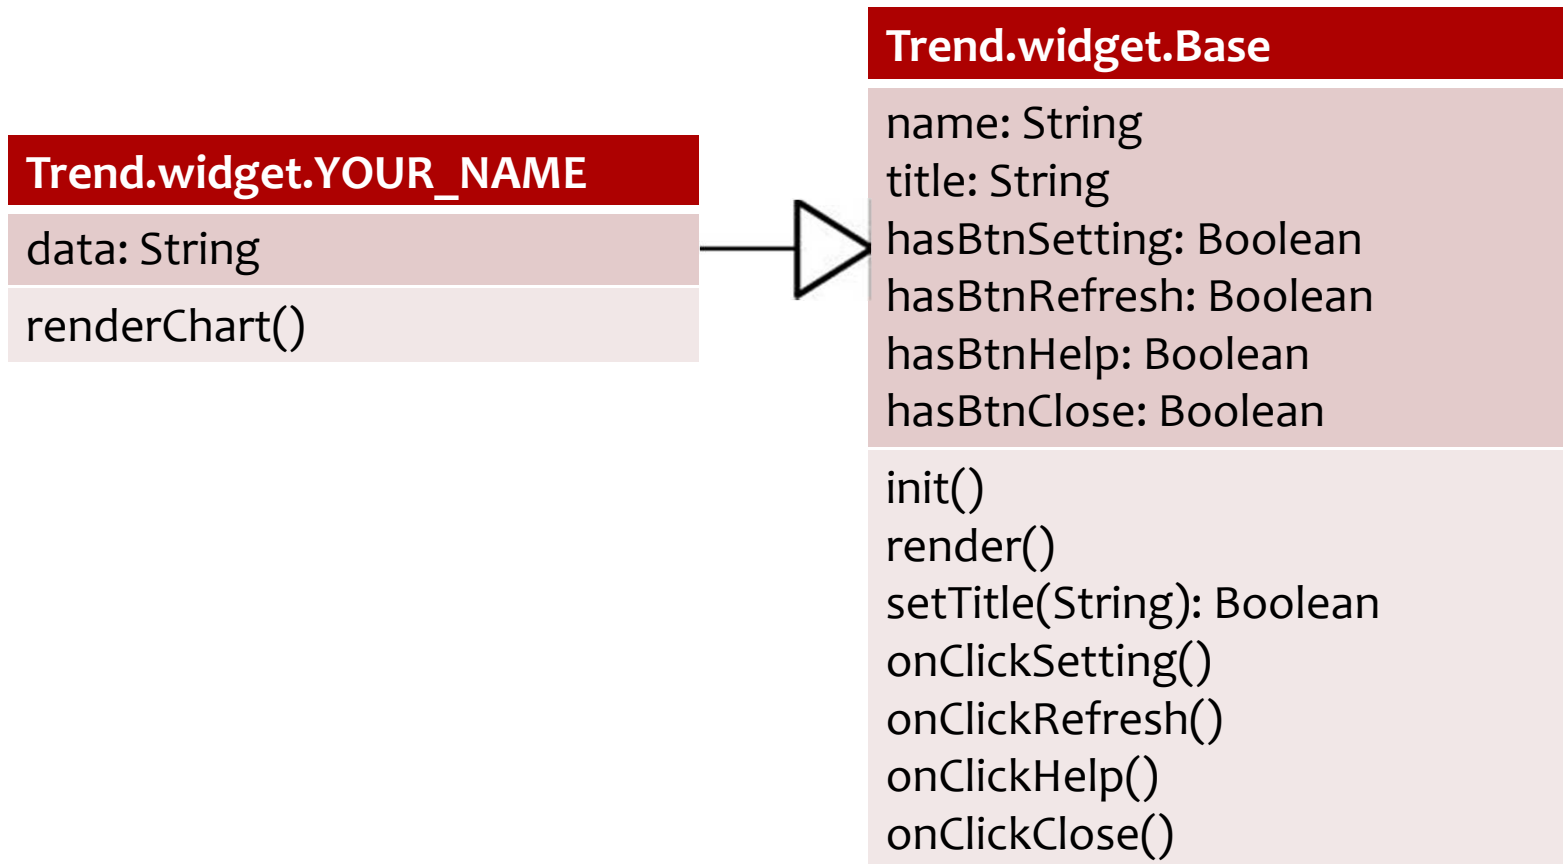 Trend.widget.YOUR_NAME
data: String
renderChart()
Trend.widget.Base
name: String
title: String
hasBtnSetting: Boolean
hasBtnRefresh: Boolean
hasBtnHelp: Boolean
hasBtnClose: Boolean
init()
render()
setTitle(String): Boolean
onClickSetting()
onClickRefresh()
onClickHelp()
onClickClose()